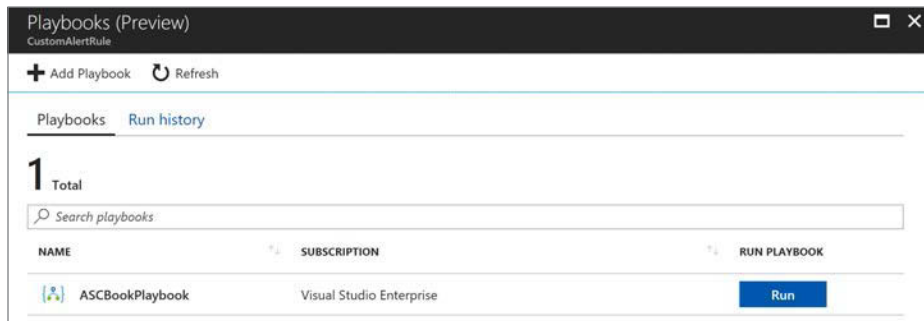 Playbooks (Preview)
CustomAlertRule
Add Playbook Refresh
Playbooks Run history
1 Total
Search playbooks
NAME SUBSCRIPTION RUN PLAYBOOK
ASCBookPlaybook Visual Studio Enterprise Run